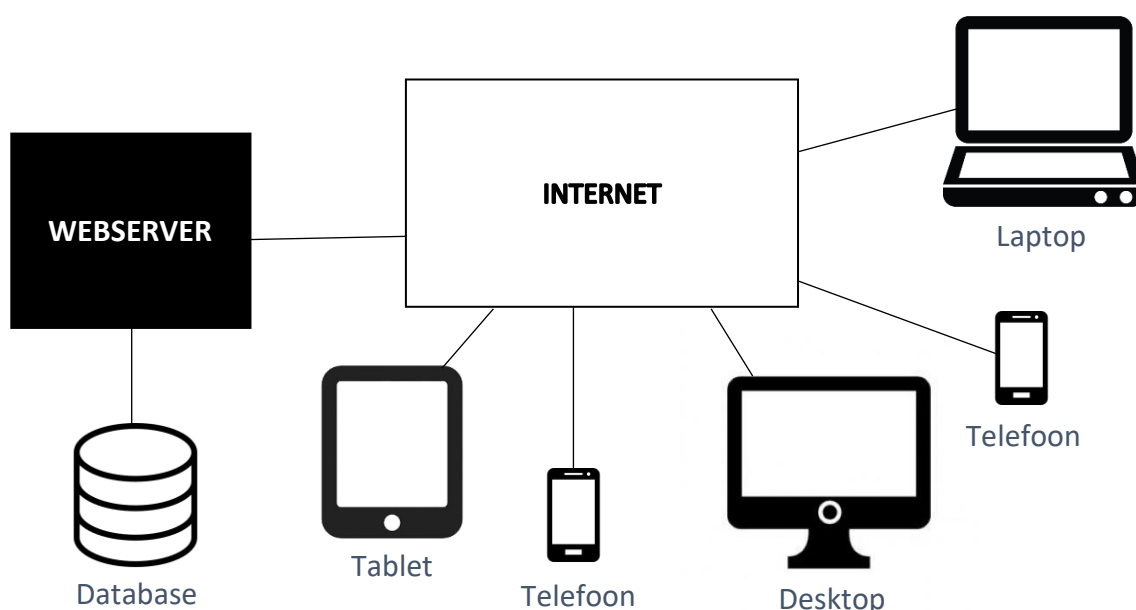 INTERNET
WEBSERVER
Laptop
Telefoon
Tablet
Database
Telefoon
Desktop